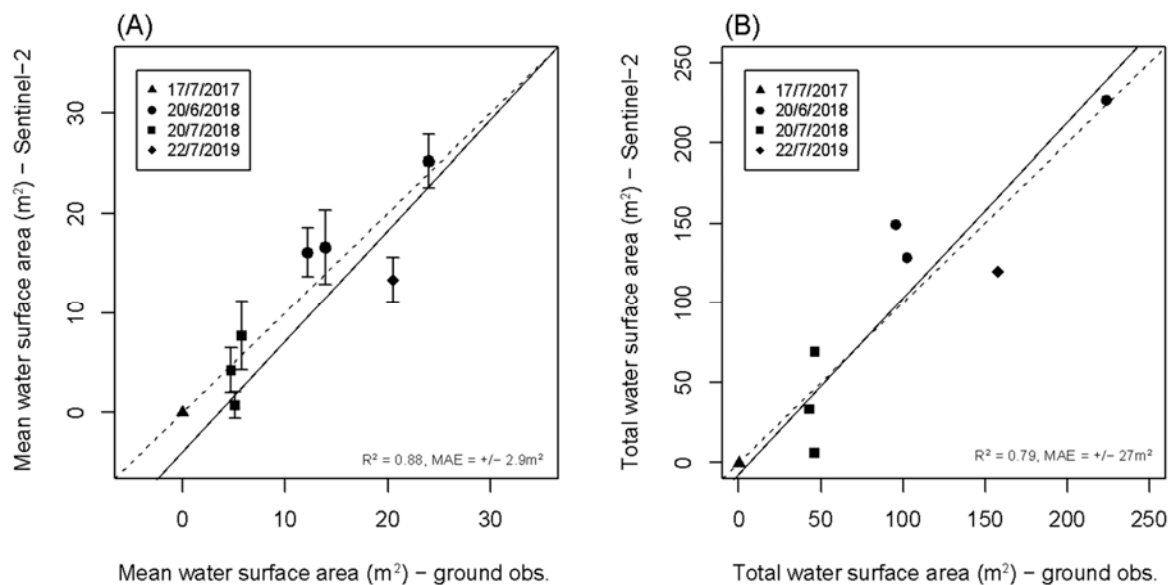 (A)
Mean water surface area (m²) − Sentinel−2
30
20
10
0
▲ 17/7/2017
● 20/6/2018
■ 20/7/2018
◆ 22/7/2019
R² = 0.88, MAE = +/− 2.9m²
0 10 20 30
Mean water surface area (m²) − ground obs.
(B)
Total water surface area (m²) − Sentinel−2
250
200
150
100
50
0
▲ 17/7/2017
● 20/6/2018
■ 20/7/2018
◆ 22/7/2019
R² = 0.79, MAE = +/− 27m²
0 50 100 150 200 250
Total water surface area (m²) − ground obs.